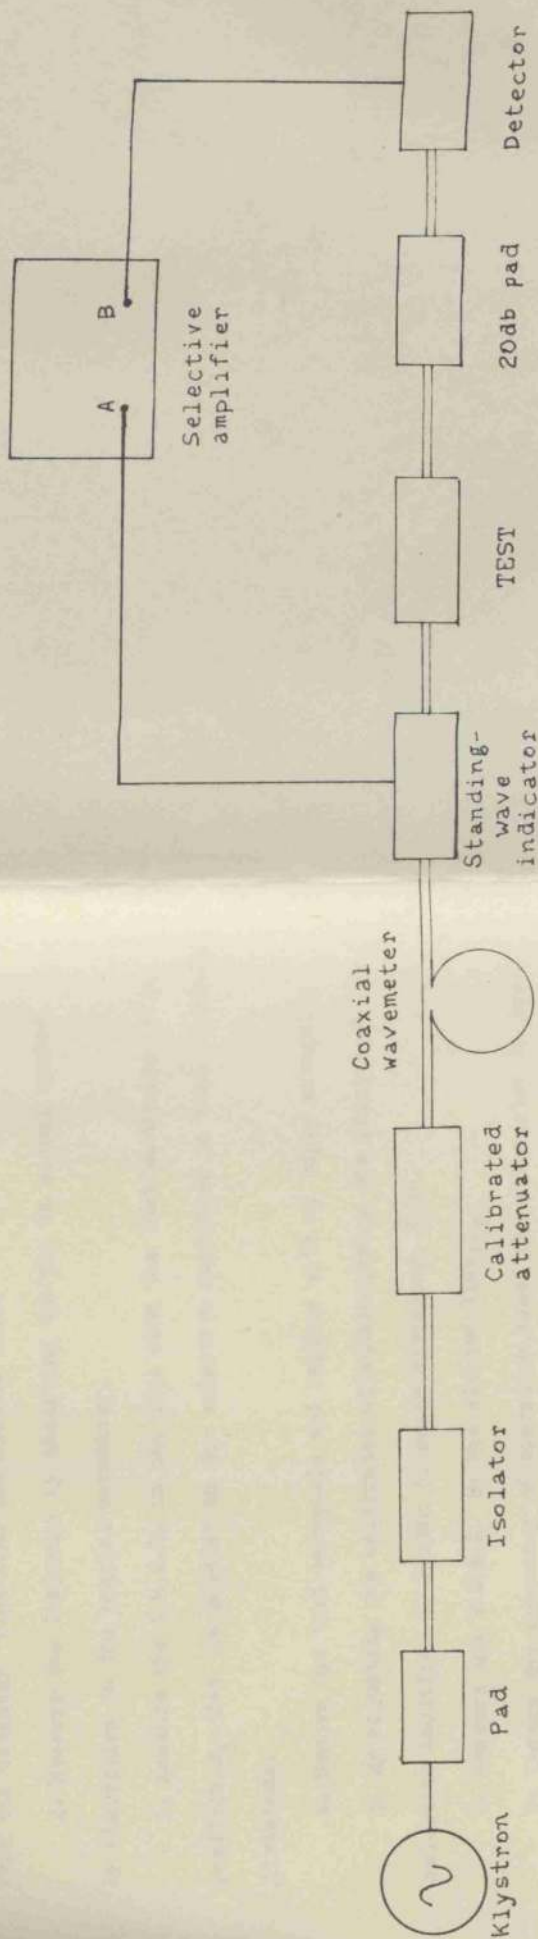 Klystron
Pad
Isolator
Calibrated
attenuator
Coaxial
Wavemeter
Standing-
wave
indicator
TEST
20db pad
Detector
Selective
amplifier
A
B